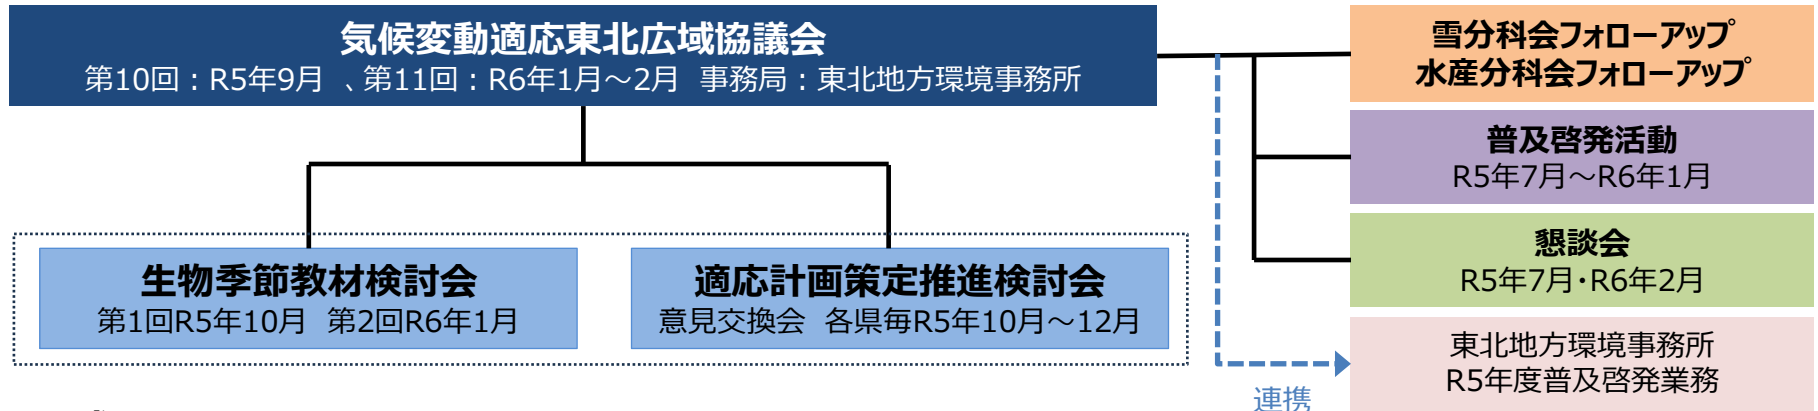 気候変動適応東北広域協議会
第10回：R5年9月 、第11回：R6年1月～2月 事務局：東北地方環境事務所
雪分科会フォローアップ
水産分科会フォローアップ
普及啓発活動
R5年7月～R6年1月
懇談会
R5年7月・R6年2月
生物季節教材検討会
第1回R5年10月 第2回R6年1月
適応計画策定推進検討会
意見交換会 各県毎R5年10月～12月
東北地方環境事務所
R5年度普及啓発業務
連携